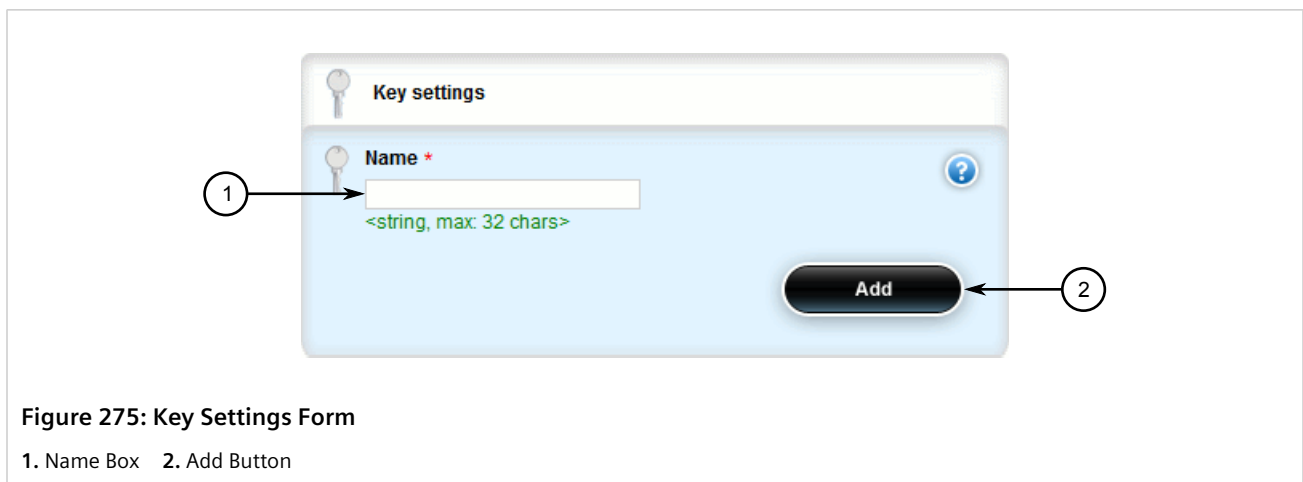 Key settings
Name *
?
1
<string, max: 32 chars>
Add
2
Figure 275: Key Settings Form
1. Name Box 2. Add Button